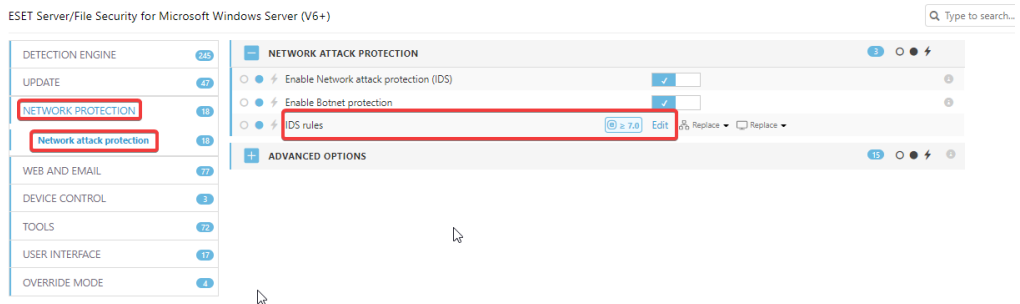 ESET Server/File Security for Microsoft Windows Server (V6+)
Type to search...
DETECTION ENGINE 245
UPDATE 47
NETWORK PROTECTION 18
Network attack protection 18
WEB AND EMAIL 77
DEVICE CONTROL 3
TOOLS 72
USER INTERFACE 17
OVERRIDE MODE 4
NETWORK ATTACK PROTECTION 3
Enable Network attack protection (IDS)
Enable Botnet protection
IDS rules ≥ 7.0 Edit Replace Replace
ADVANCED OPTIONS 15